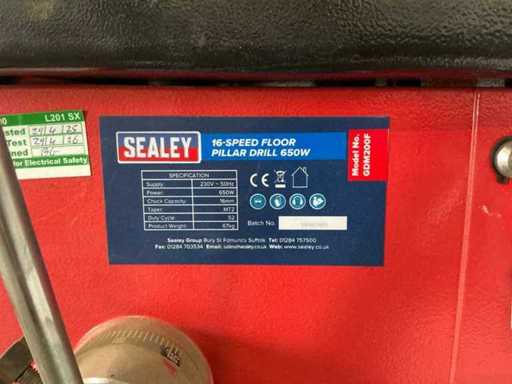 L201 SX
Test
for Electrical Safety
SEALEY
16-SPEED FLOOR
PILLAR DRILL 650W
Model No.
GDM200F
SPECIFICATION
Supply: 230V ~ 50Hz
Power: 650W
Chuck Capacity: 16mm
Taper: MT2
Duty Cycle: S2
Product Weight: 67kg
CE
Batch No.
Sealey Group Bury St Edmunds Suffolk Tel: 01284 757500
Fax: 01284 703534 Email: sales@sealey.co.uk Web: www.sealey.co.uk